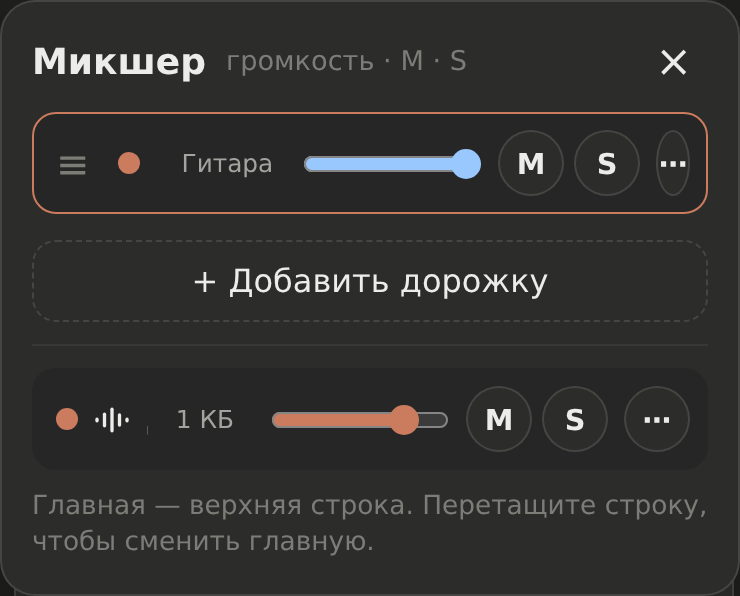 Микшер громкость · M · S
Гитара M S ...
+ Добавить дорожку
1 КБ M S ...
Главная — верхняя строка. Перетащите строку,
чтобы сменить главную.